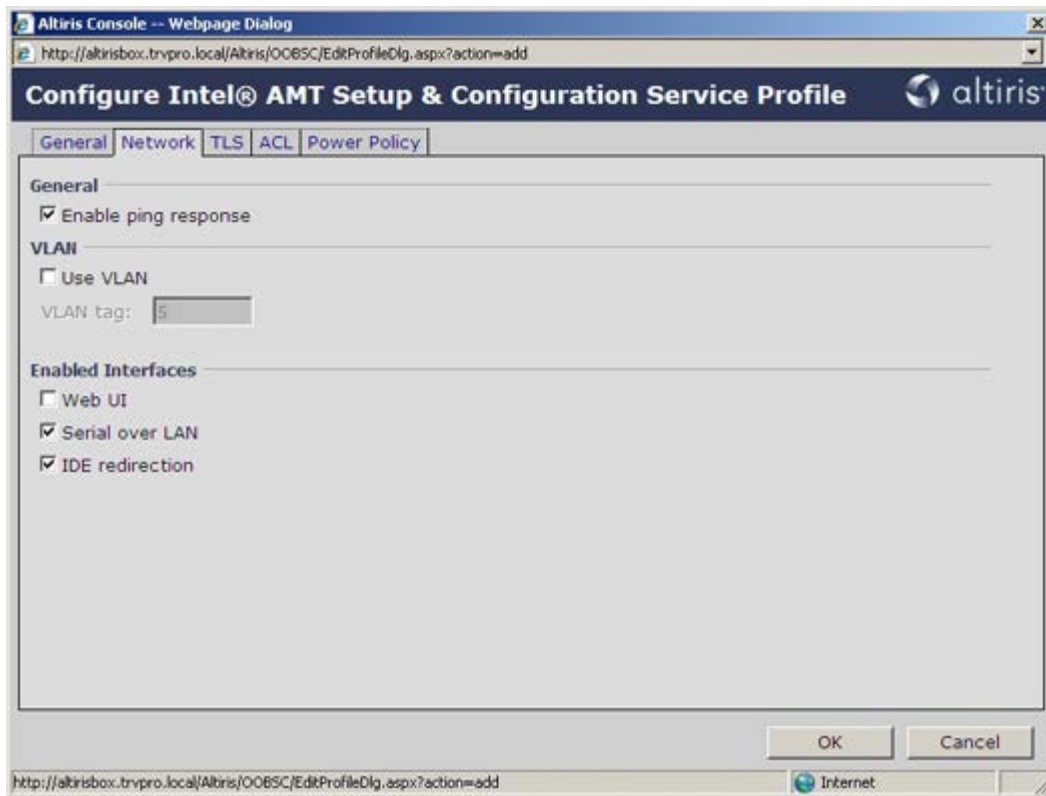 Altiris Console -- Webpage Dialog
http://altirisbox.trvpro.local/Altiris/OOBSC/EditProfileDlg.aspx?action=add
Configure Intel® AMT Setup & Configuration Service Profile
altiris
General Network TLS ACL Power Policy
General
Enable ping response
VLAN
Use VLAN
VLAN tag: 5
Enabled Interfaces
Web UI
Serial over LAN
IDE redirection
OK Cancel
http://altirisbox.trvpro.local/Altiris/OOBSC/EditProfileDlg.aspx?action=add Internet